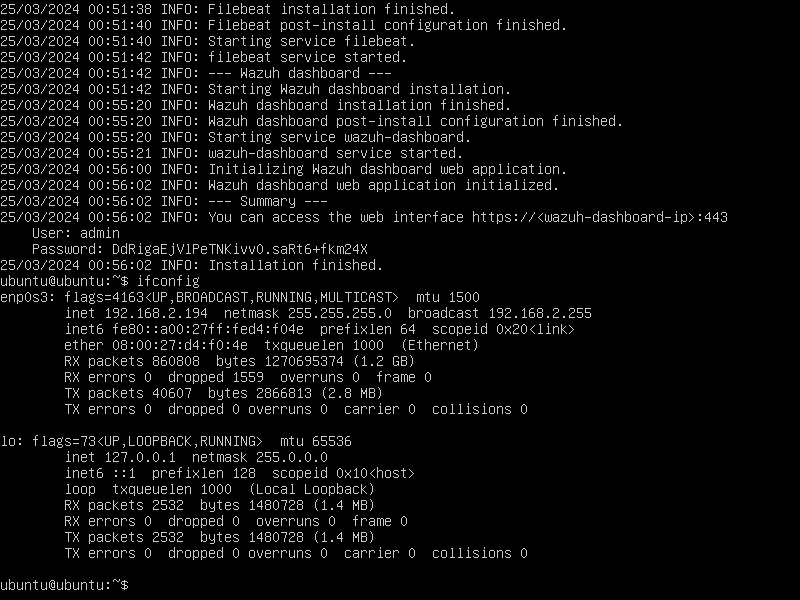 25/03/2024 00:51:38 INFO: Filebeat installation finished.
25/03/2024 00:51:40 INFO: Filebeat post-install configuration finished.
25/03/2024 00:51:40 INFO: Starting service filebeat.
25/03/2024 00:51:42 INFO: filebeat service started.
25/03/2024 00:51:42 INFO: --- Wazuh dashboard ---
25/03/2024 00:51:42 INFO: Starting Wazuh dashboard installation.
25/03/2024 00:55:20 INFO: Wazuh dashboard installation finished.
25/03/2024 00:55:20 INFO: Wazuh dashboard post-install configuration finished.
25/03/2024 00:55:20 INFO: Starting service wazuh-dashboard.
25/03/2024 00:55:21 INFO: wazuh-dashboard service started.
25/03/2024 00:56:00 INFO: Initializing Wazuh dashboard web application.
25/03/2024 00:56:02 INFO: Wazuh dashboard web application initialized.
25/03/2024 00:56:02 INFO: --- Summary ---
25/03/2024 00:56:02 INFO: You can access the web interface https://<wazuh-dashboard-ip>:443
    User: admin
    Password: DdRigaEjVlPeTNKivv0.saRt6+fkm24X
25/03/2024 00:56:02 INFO: Installation finished.
ubuntu@ubuntu:~$ ifconfig
enp0s3: flags=4163<UP,BROADCAST,RUNNING,MULTICAST>  mtu 1500
        inet 192.168.2.194  netmask 255.255.255.0  broadcast 192.168.2.255
        inet6 fe80::a00:27ff:fed4:f04e  prefixlen 64  scopeid 0x20<link>
        ether 08:00:27:d4:f0:4e  txqueuelen 1000  (Ethernet)
        RX packets 860808  bytes 1270695374 (1.2 GB)
        RX errors 0  dropped 1559  overruns 0  frame 0
        TX packets 40607  bytes 2866813 (2.8 MB)
        TX errors 0  dropped 0 overruns 0  carrier 0  collisions 0

lo: flags=73<UP,LOOPBACK,RUNNING>  mtu 65536
        inet 127.0.0.1  netmask 255.0.0.0
        inet6 ::1  prefixlen 128  scopeid 0x10<host>
        loop  txqueuelen 1000  (Local Loopback)
        RX packets 2532  bytes 1480728 (1.4 MB)
        RX errors 0  dropped 0  overruns 0  frame 0
        TX packets 2532  bytes 1480728 (1.4 MB)
        TX errors 0  dropped 0 overruns 0  carrier 0  collisions 0

ubuntu@ubuntu:~$